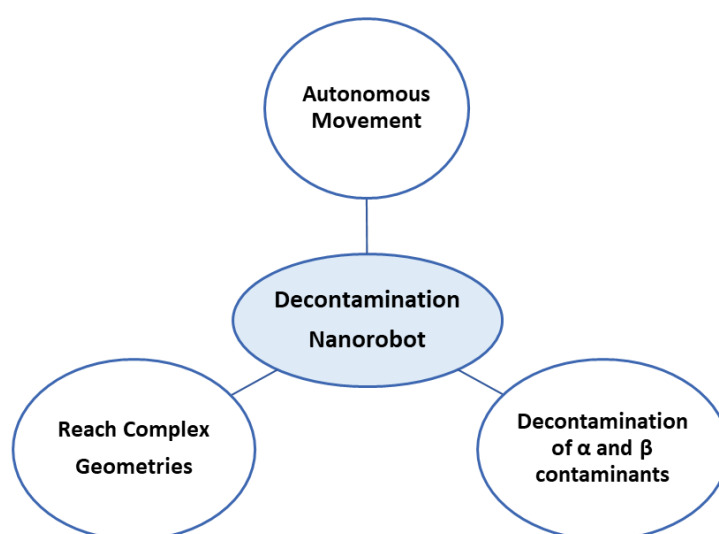 Autonomous
Movement
Decontamination
Nanorobot
Reach Complex
Geometries
Decontamination
of α and β
contaminants